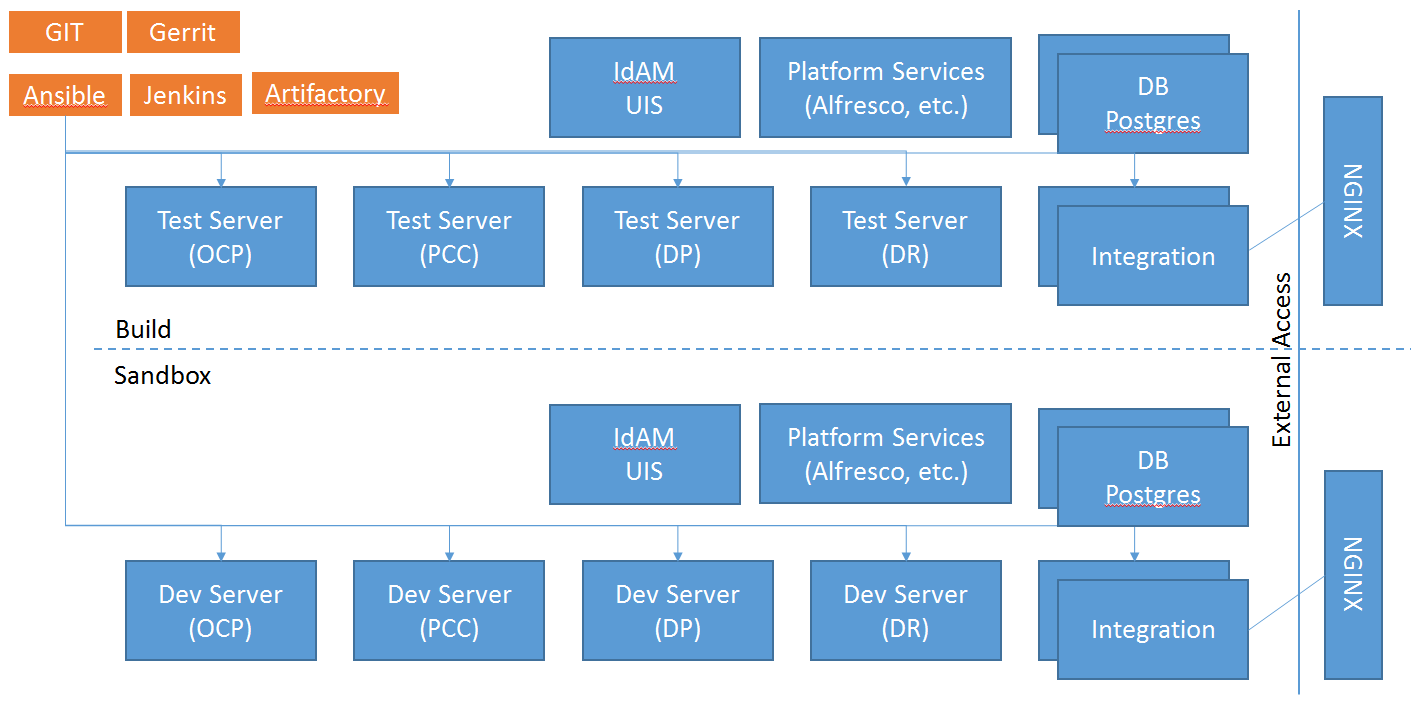 GIT
Gerrit
Ansible
Jenkins
Artifactory
IdAM
UIS
Platform Services
(Alfresco, etc.)
DB
Postgres
NGINX
Test Server
(OCP)
Test Server
(PCC)
Test Server
(DP)
Test Server
(DR)
Integration
Build
Sandbox
External Access
IdAM
UIS
Platform Services
(Alfresco, etc.)
DB
Postgres
NGINX
Dev Server
(OCP)
Dev Server
(PCC)
Dev Server
(DP)
Dev Server
(DR)
Integration